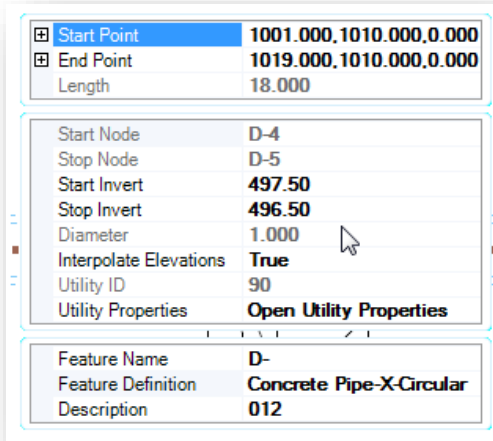 Start Point 1001.000,1010.000,0.000
End Point 1019.000,1010.000,0.000
Length 18.000
Start Node D-4
Stop Node D-5
Start Invert 497.50
Stop Invert 496.50
Diameter 1.000
Interpolate Elevations True
Utility ID 90
Utility Properties Open Utility Properties
Feature Name D-
Feature Definition Concrete Pipe-X-Circular
Description 012